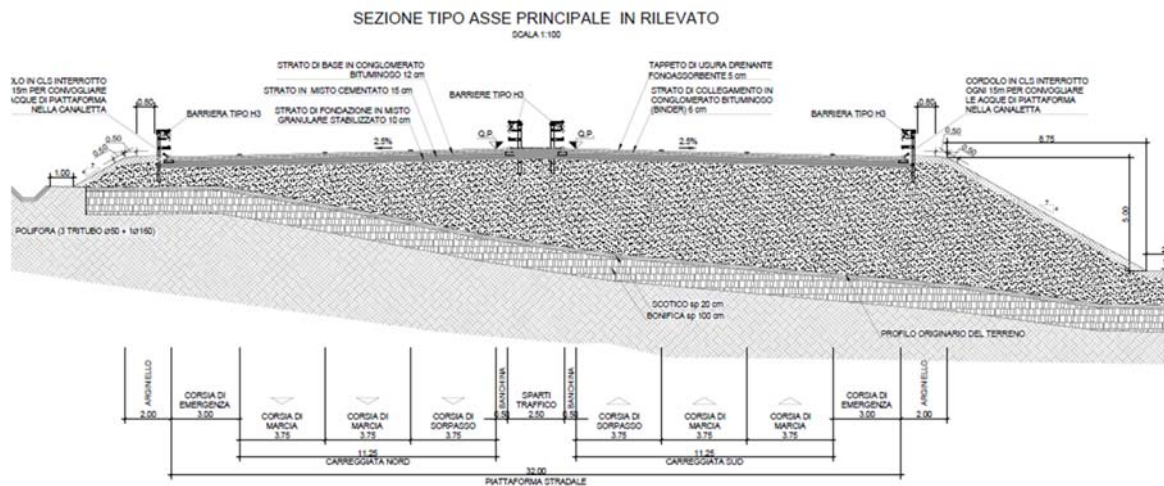 SEZIONE TIPO ASSE PRINCIPALE IN RILEVATO
SCALA 1:100
STRATO DI BASE IN CONGLOMERATO
BITUMINOSO 12 cm
STRATO IN MISTO CEMENTATO 15 cm
STRATO DI FONDAZIONE IN MISTO
GRANULARE STABILIZZATO 10 cm
BARRIERE TIPO H3
TAPPETO DI USURA DRENANTE
FONOASSORBENTE 5 cm
STRATO DI COLLEGAMENTO IN
CONGLOMERATO BITUMINOSO
(BINDER) 6 cm
IN CLS INTERROTTO
15m PER CONVOGLIARE
ACQUE DI PIATTAFORMA
NELLA CANALETTA
CORDOLO IN CLS INTERROTTO
OGNI 15m PER CONVOGLIARE
LE ACQUE DI PIATTAFORMA
NELLA CANALETTA
0.80
BARRIERA TIPO H3
0.50
0.50
1.00
2.5%
Q.P.
Q.P.
2.5%
BARRIERA TIPO H3
0.80
0.50
0.50
8.75
5.00
POLIFORA (3 TRITUBO Ø50 + 1Ø160)
SCOTICO sp 20 cm
BONIFICA sp 100 cm
PROFILO ORIGINARIO DEL TERRENO
ARGINELLO
2.00
CORSIA DI
EMERGENZA
3.00
CORSIA DI
MARCIA
3.75
CORSIA DI
MARCIA
3.75
CORSIA DI
SORPASSO
3.75
BANCHINA
0.50
SPARTI
TRAFFICO
2.50
BANCHINA
0.50
CORSIA DI
SORPASSO
3.75
CORSIA DI
MARCIA
3.75
CORSIA DI
MARCIA
3.75
CORSIA DI
EMERGENZA
3.00
ARGINELLO
2.00
11.25
CARREGGIATA NORD
11.25
CARREGGIATA SUD
32.00
PIATTAFORMA STRADALE